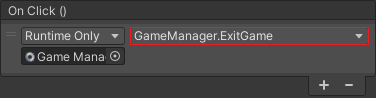 On Click ()
Runtime Only GameManager.ExitGame
Game Mana
+ −